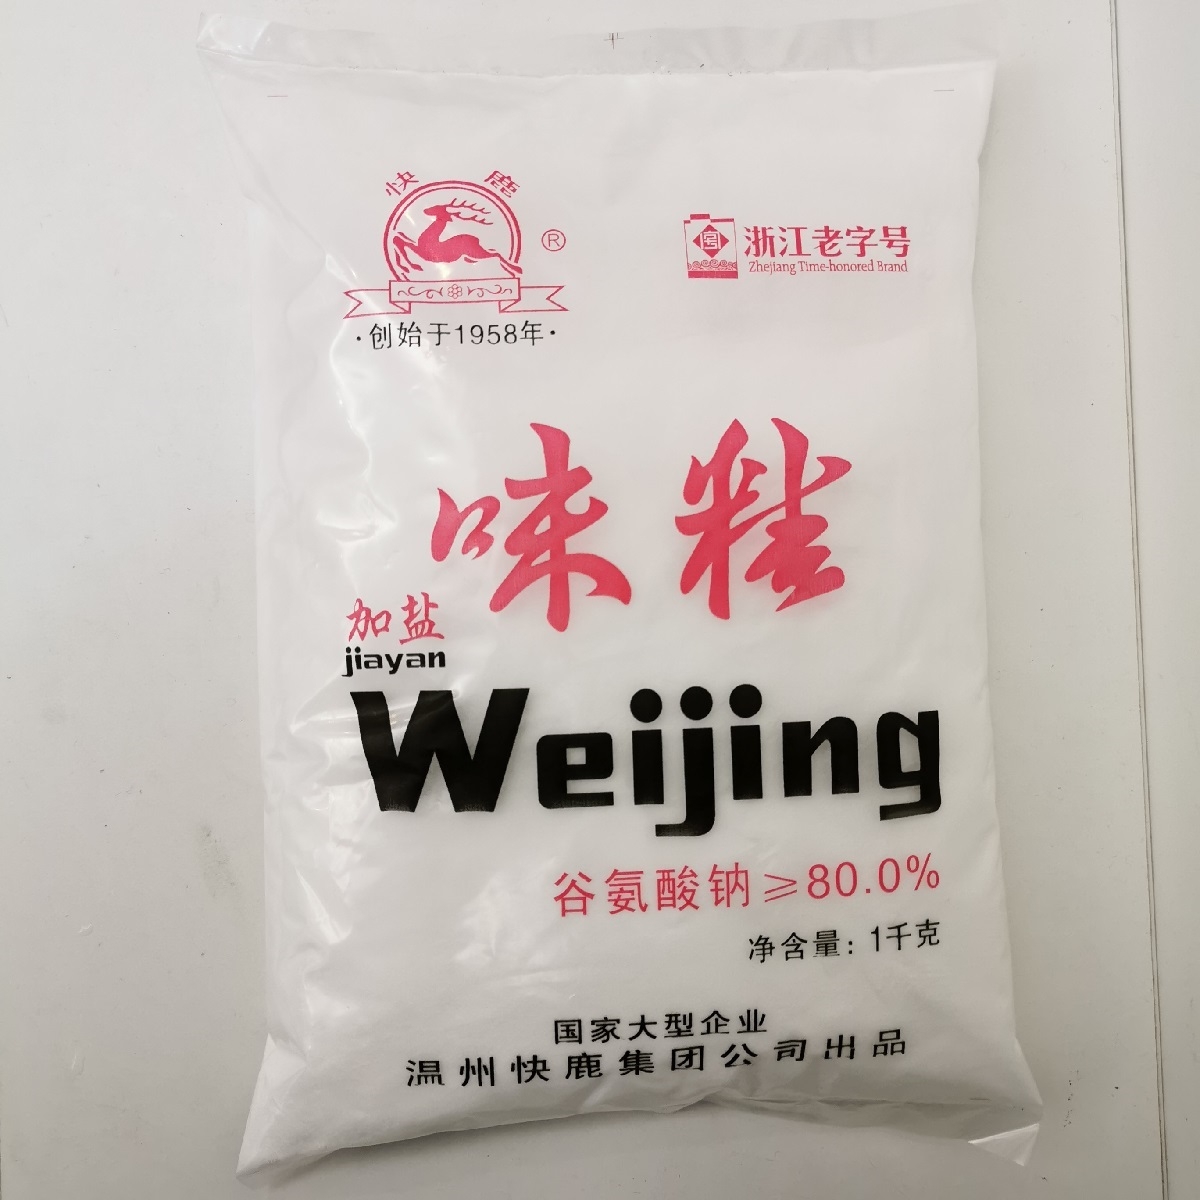 快鹿
®
·创始于1958年·
浙江老字号
Zhejiang Time-honored Brand
味精
加盐
jiayan
Weijing
谷氨酸钠≥80.0%
净含量：1千克
国家大型企业
温州快鹿集团公司出品